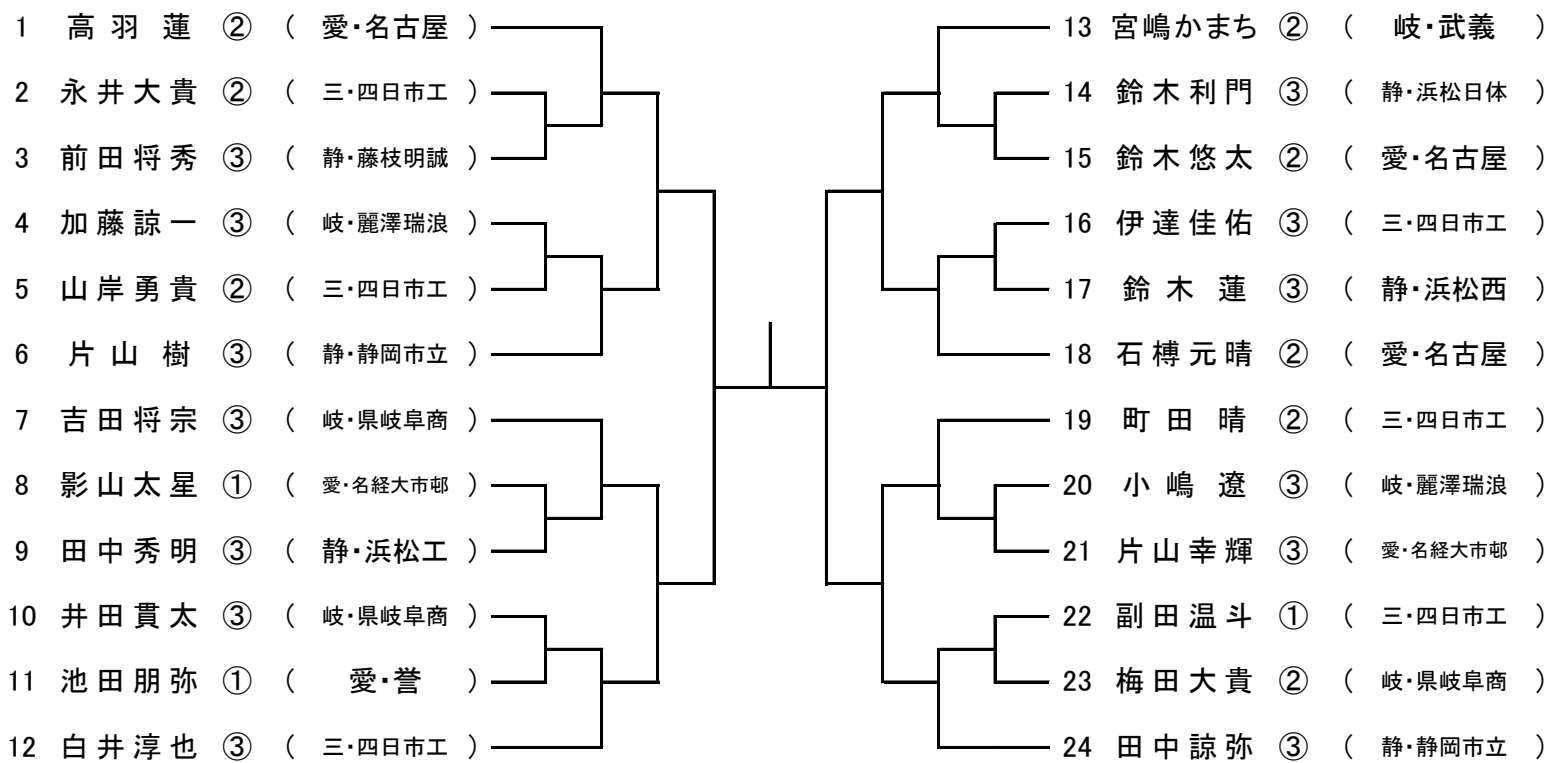 1 高羽蓮 ② ( 愛・名古屋 )
2 永井大貴 ② ( 三・四日市工 )
3 前田将秀 ③ ( 静・藤枝明誠 )
4 加藤諒一 ③ ( 岐・麗澤瑞浪 )
5 山岸勇貴 ② ( 三・四日市工 )
6 片山樹 ③ ( 静・静岡市立 )
7 吉田将宗 ③ ( 岐・県岐阜商 )
8 影山太星 ① ( 愛・名経大市邨 )
9 田中秀明 ③ ( 静・浜松工 )
10 井田貫太 ③ ( 岐・県岐阜商 )
11 池田朋弥 ① ( 愛・誉 )
12 白井淳也 ③ ( 三・四日市工 )
13 宮嶋かまち ② ( 岐・武義 )
14 鈴木利門 ③ ( 静・浜松日体 )
15 鈴木悠太 ② ( 愛・名古屋 )
16 伊達佳佑 ③ ( 三・四日市工 )
17 鈴木蓮 ③ ( 静・浜松西 )
18 石榑元晴 ② ( 愛・名古屋 )
19 町田晴 ② ( 三・四日市工 )
20 小嶋遼 ③ ( 岐・麗澤瑞浪 )
21 片山幸輝 ③ ( 愛・名経大市邨 )
22 副田温斗 ① ( 三・四日市工 )
23 梅田大貴 ② ( 岐・県岐阜商 )
24 田中諒弥 ③ ( 静・静岡市立 )